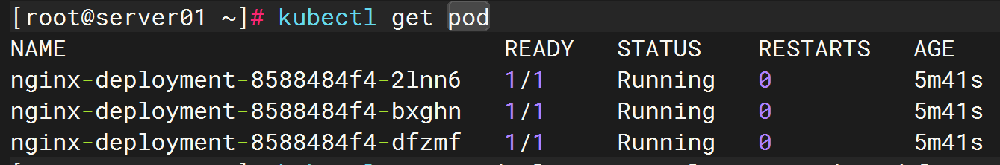 [root@server01 ~]# kubectl get pod
NAME READY STATUS RESTARTS AGE
nginx-deployment-8588484f4-2lnn6 1/1 Running 0 5m41s
nginx-deployment-8588484f4-bxghn 1/1 Running 0 5m41s
nginx-deployment-8588484f4-dfzmf 1/1 Running 0 5m41s